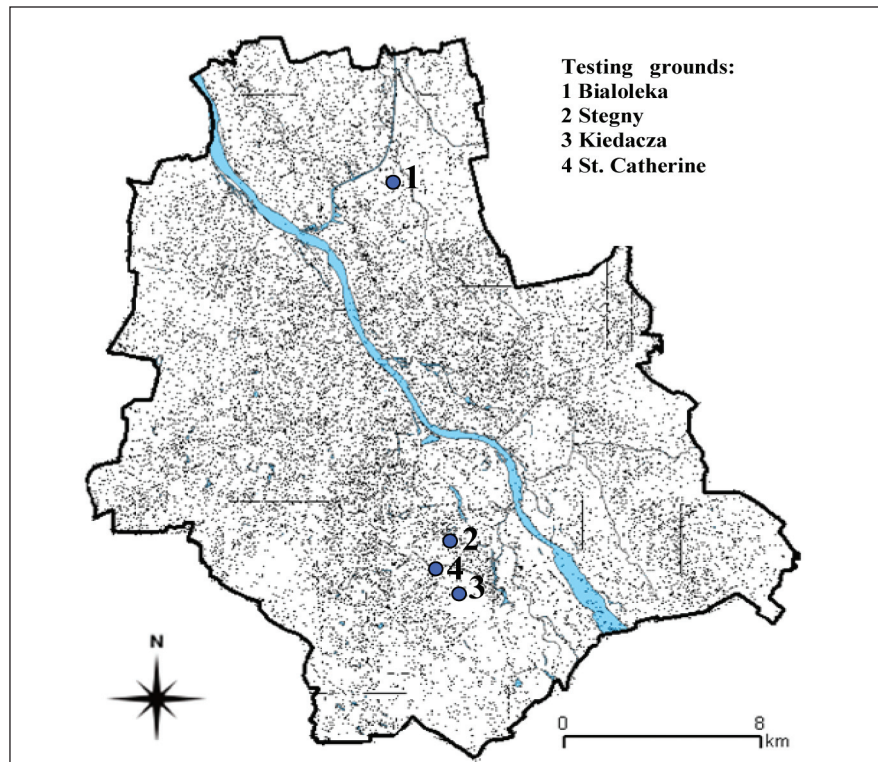 Testing grounds:
1 Bialoleka
2 Stegny
3 Kiedacza
4 St. Catherine
1
2
4
3
N
0 8
km